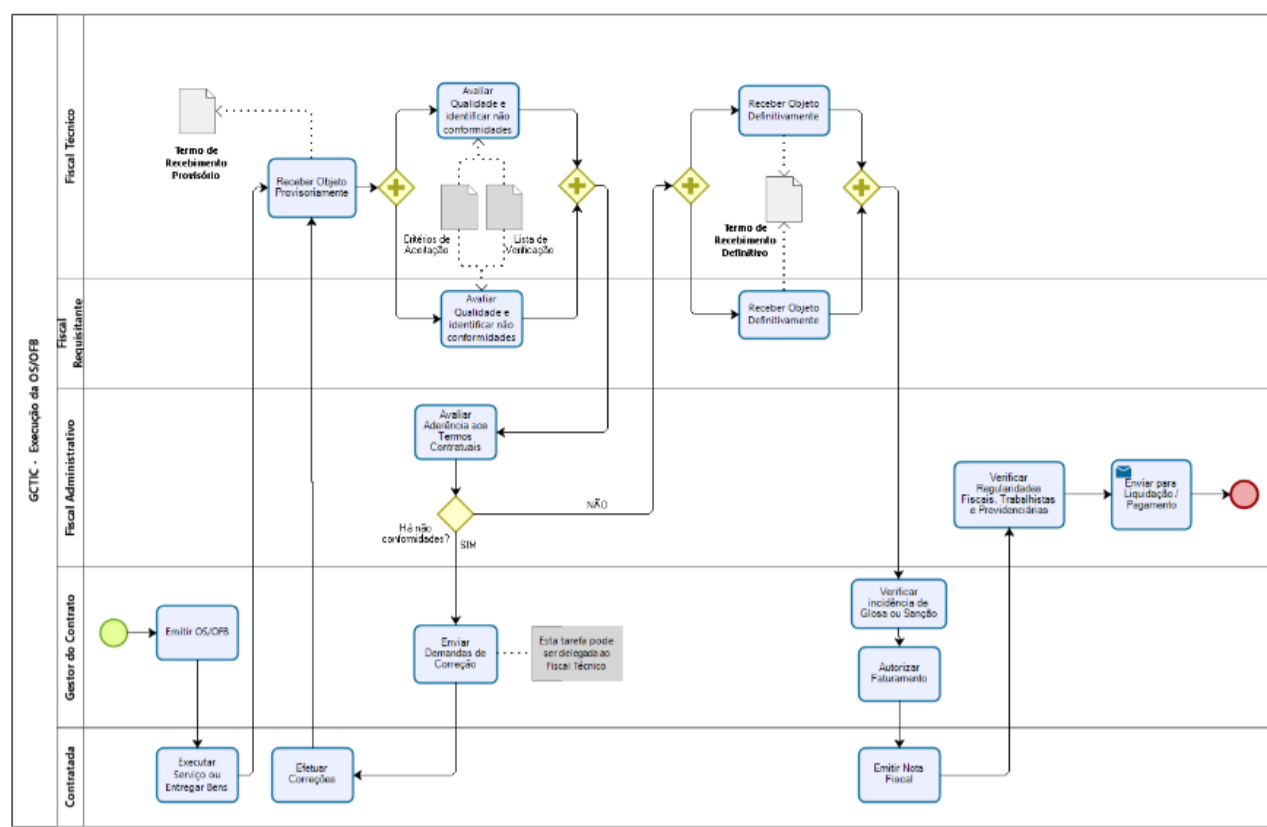 GCTIC - Execução da OS/OFB
Fiscal Técnico
Termo de
Recebimento
Provisório
Receber Objeto
Provisoriamente
Avaliar
Qualidade e
identificar não
conformidades
Critérios de
Aceitação
Lista de
Verificação
Receber Objeto
Definitivamente
Termo de
Recebimento
Definitivo
Fiscal
Requisitante
Avaliar
Qualidade e
identificar não
conformidades
Receber Objeto
Definitivamente
Fiscal Administrativo
Avaliar
Aderência aos
Termos
Contratuais
Há não
conformidades?
NÃO
SIM
Verificar
Regularidades
Fiscais, Trabalhistas
e Previdenciárias
Enviar para
Liquidação /
Pagamento
Gestor do Contrato
Emitir OS/OFB
Enviar
Demandas de
Correção
Esta tarefa pode
ser delegada ao
Fiscal Técnico
Verificar
incidência de
Glosa ou Sanção
Autorizar
Faturamento
Contratada
Executar
Serviço ou
Entregar Bens
Efetuar
Correções
Emitir Nota
Fiscal